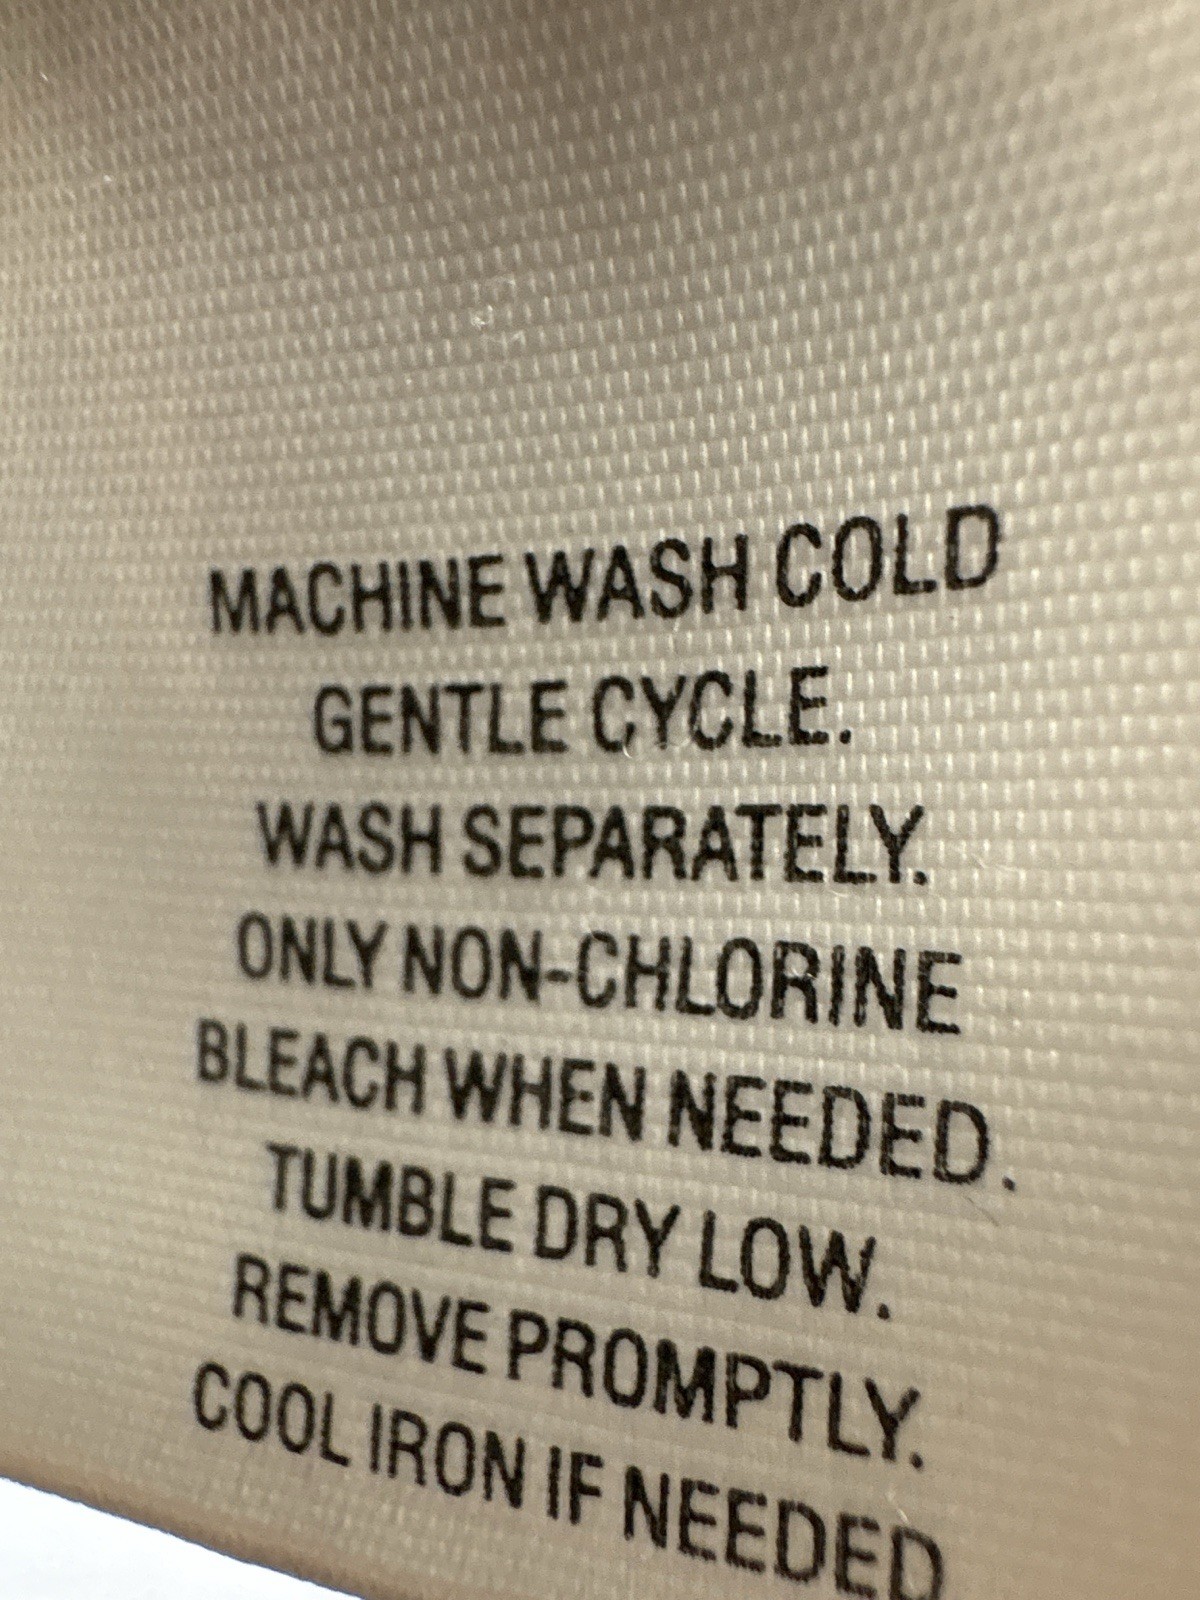 MACHINE WASH COLD
GENTLE CYCLE.
WASH SEPARATELY.
ONLY NON-CHLORINE
BLEACH WHEN NEEDED.
TUMBLE DRY LOW.
REMOVE PROMPTLY.
COOL IRON IF NEEDED